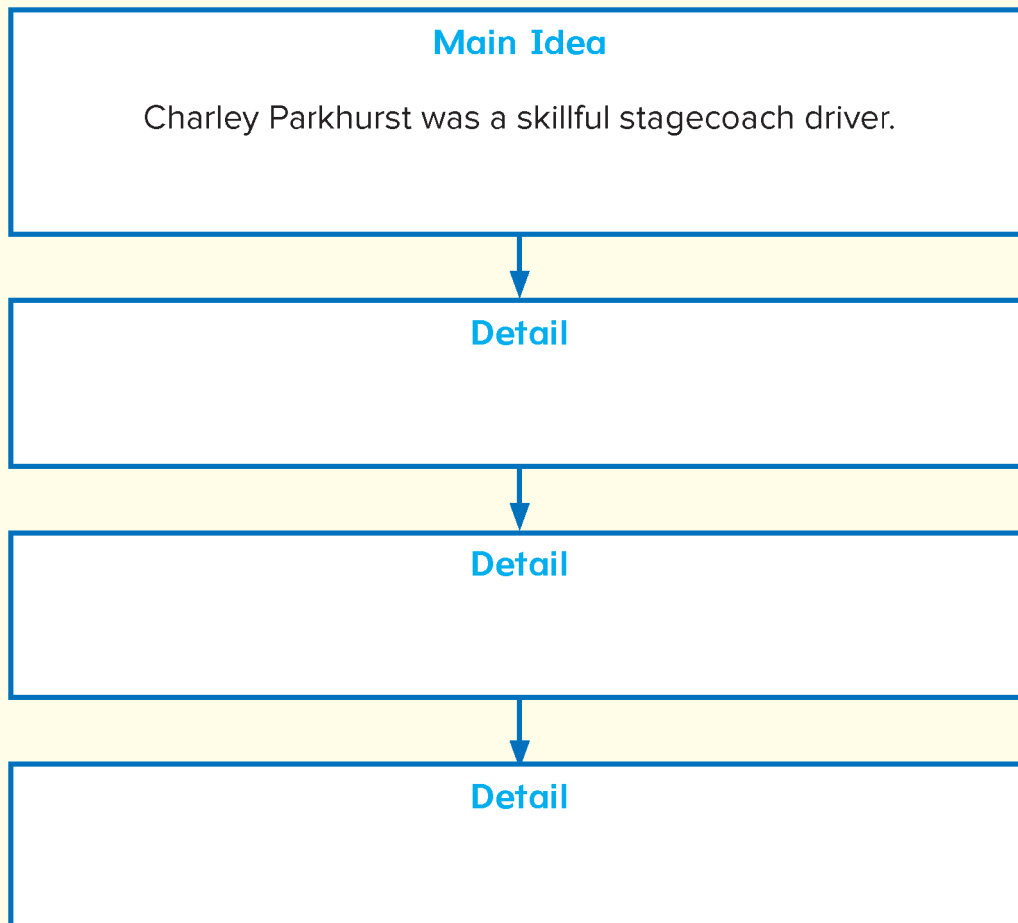 Main Idea
Charley Parkhurst was a skillful stagecoach driver.
Detail
Detail
Detail